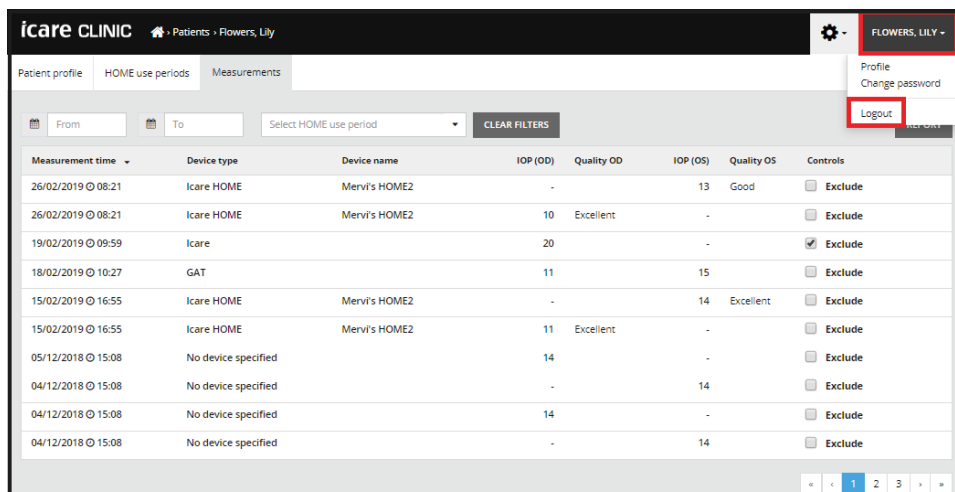 icare CLINIC › Patients › Flowers, Lily FLOWERS, LILY
Patient profile HOME use periods Measurements
Profile
Change password
Logout
From To Select HOME use period CLEAR FILTERS REPORT
Measurement time Device type Device name IOP (OD) Quality OD IOP (OS) Quality OS Controls
26/02/2019 08:21 Icare HOME Mervi's HOME2 - 13 Good Exclude
26/02/2019 08:21 Icare HOME Mervi's HOME2 10 Excellent - Exclude
19/02/2019 09:59 Icare 20 - Exclude
18/02/2019 10:27 GAT 11 15 Exclude
15/02/2019 16:55 Icare HOME Mervi's HOME2 - 14 Excellent Exclude
15/02/2019 16:55 Icare HOME Mervi's HOME2 11 Excellent - Exclude
05/12/2018 15:08 No device specified 14 - Exclude
04/12/2018 15:08 No device specified - 14 Exclude
04/12/2018 15:08 No device specified 14 - Exclude
04/12/2018 15:08 No device specified - 14 Exclude
« ‹ 1 2 3 › »